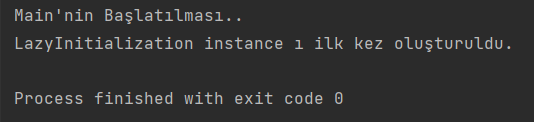 Main'nin Başlatılması..
LazyInitialization instance ı ilk kez oluşturuldu.
Process finished with exit code 0